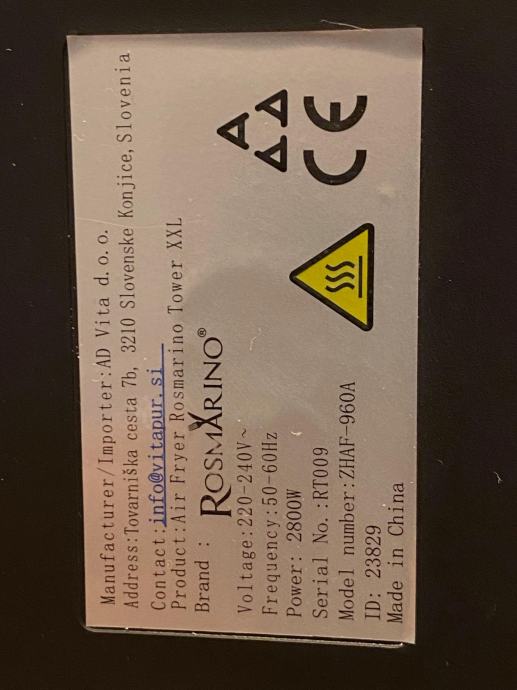 Manufacturer/Importer:AD Vita d.o.o.
Address:Tovarniška cesta 7b, 3210 Slovenske Konjice, Slovenia
Contact:info@vitapur.si
Product:Air Fryer Rosmarino Tower XXL
Brand : ROSMARINO®
Voltage:220-240V~
Frequency:50-60Hz
Power: 2800W
Serial No.:RT009
Model number:ZHAF-960A
ID: 23829
Made in China
CE